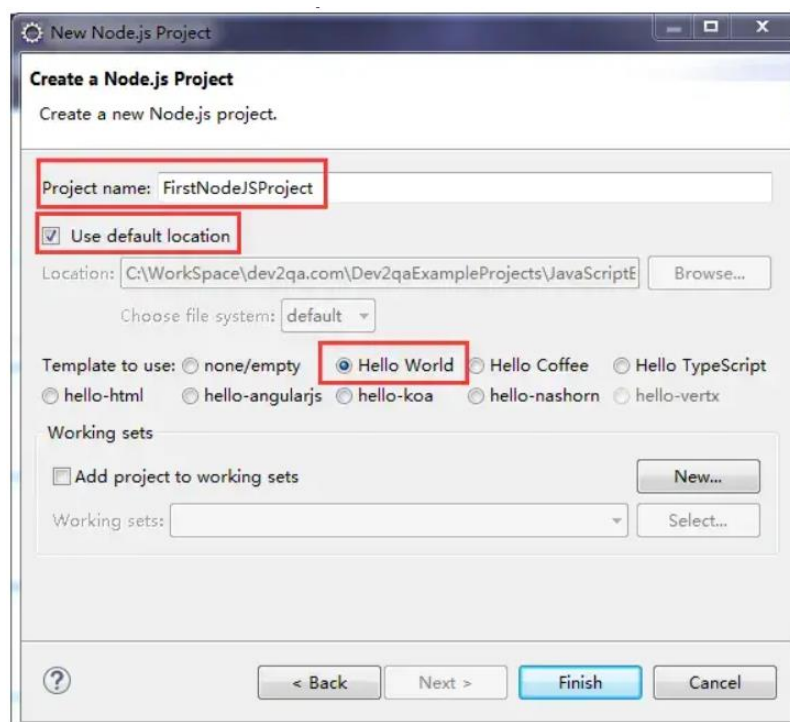 New Node.js Project
Create a Node.js Project
Create a new Node.js project.
Project name: FirstNodeJSProject
Use default location
Location: C:\WorkSpace\dev2qa.com\Dev2qaExampleProjects\JavaScriptE Browse...
Choose file system: default
Template to use: none/empty Hello World Hello Coffee Hello TypeScript
hello-html hello-angularjs hello-koa hello-nashorn hello-vertx
Working sets
Add project to working sets New...
Working sets: Select...
? < Back Next > Finish Cancel